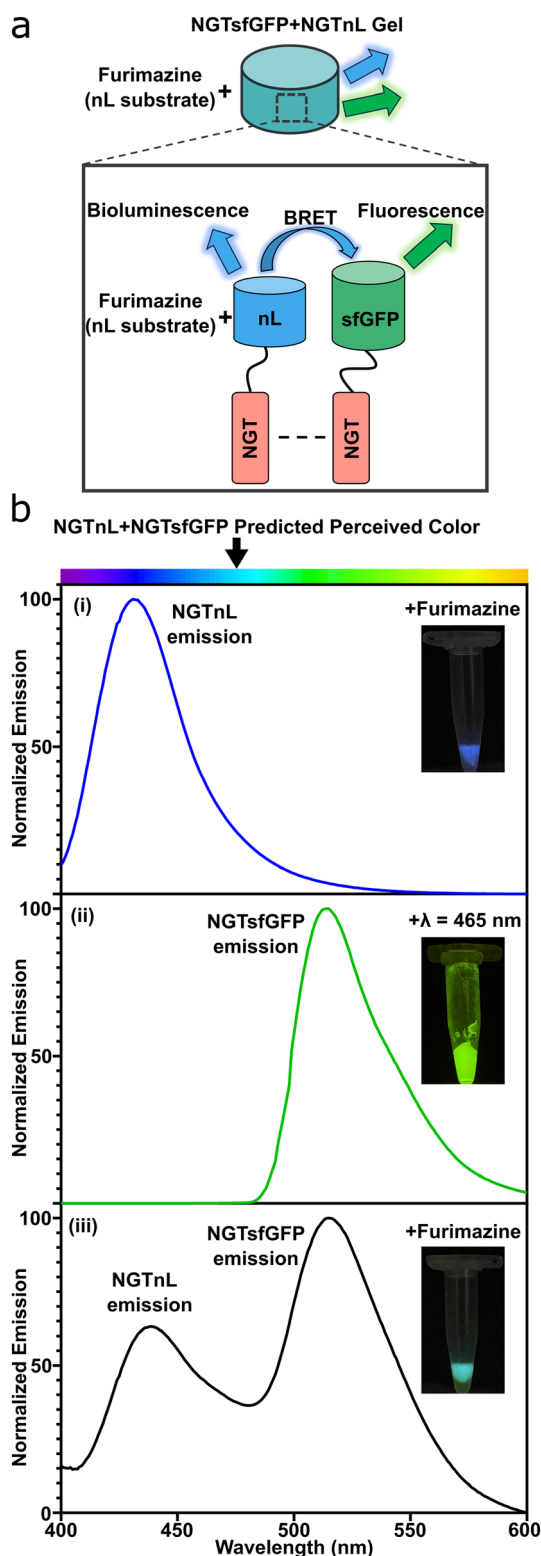 a
NGTsfGFP+NGTnL Gel
Furimazine
(nL substrate) +
Bioluminescence
BRET
Fluorescence
Furimazine
(nL substrate) +
nL
sfGFP
NGT
NGT
b
NGTnL+NGTsfGFP Predicted Perceived Color
(i)
NGTnL
emission
+Furimazine
Normalized Emission
100
50
(ii)
NGTsfGFP
emission
+λ = 465 nm
Normalized Emission
100
50
(iii)
NGTnL
emission
NGTsfGFP
emission
+Furimazine
Normalized Emission
100
50
0
400
450
500
550
600
Wavelength (nm)